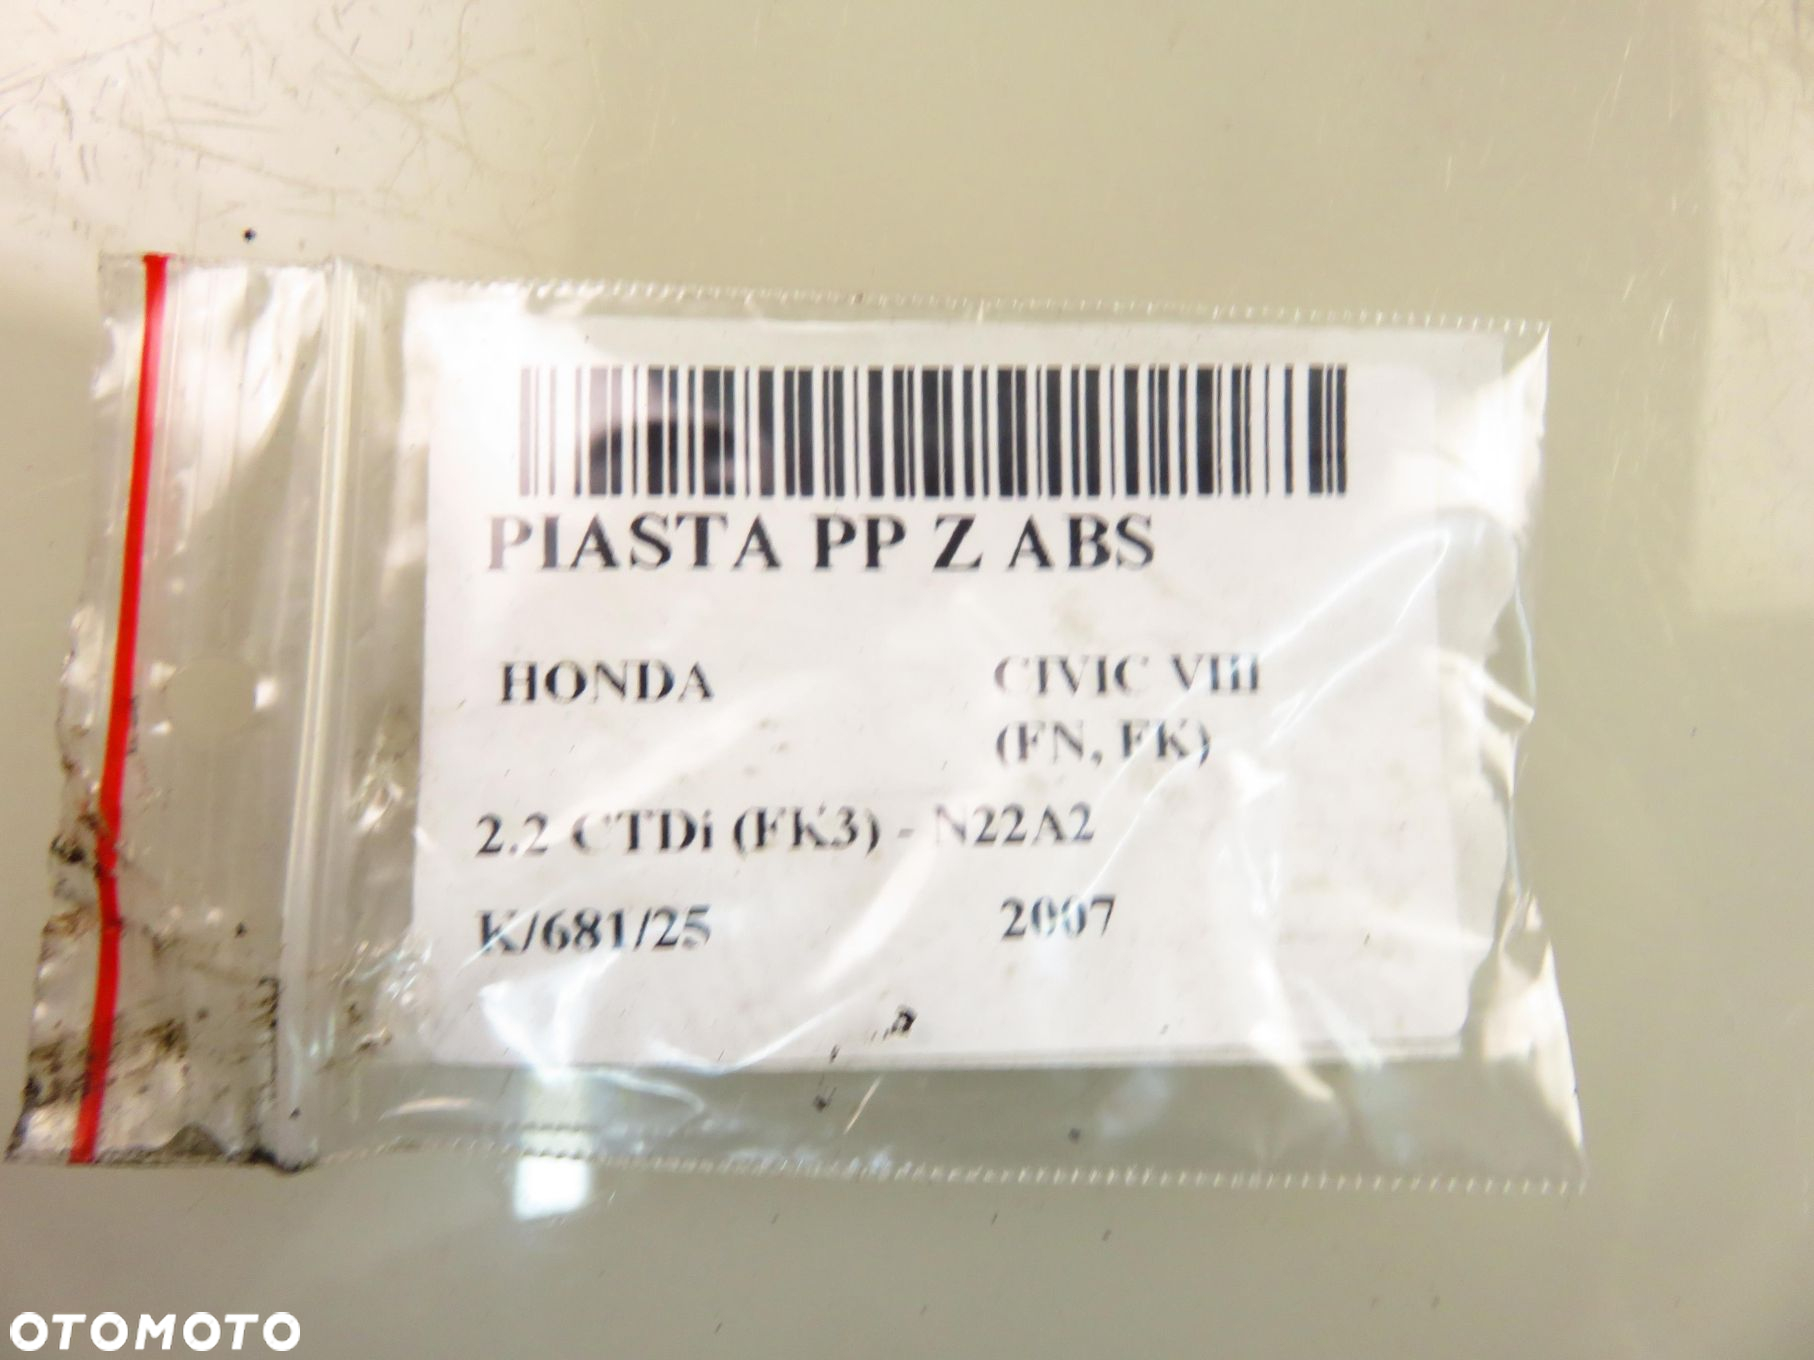 PIASTA PP Z ABS
HONDA CIVIC VIII
(FN, FK)
2.2 CTDi (FK3) - N22A2
K/681/25 2007
OTOMOTO